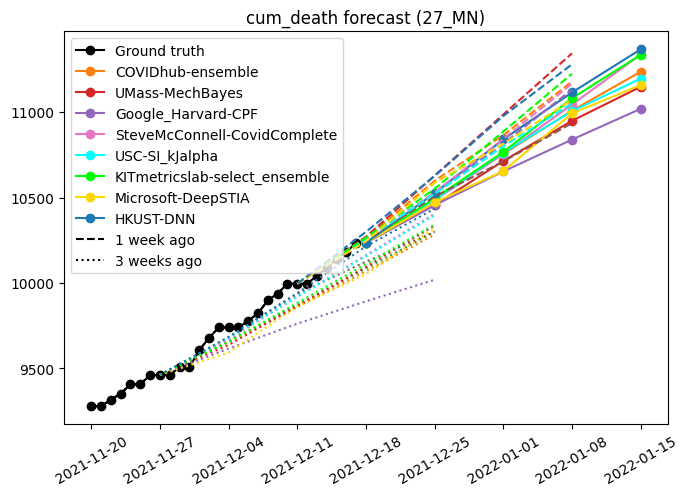 cum_death forecast (27_MN)
Ground truth
COVIDhub-ensemble
UMass-MechBayes
Google_Harvard-CPF
SteveMcConnell-CovidComplete
USC-SI_kJalpha
KITmetricslab-select_ensemble
Microsoft-DeepSTIA
HKUST-DNN
1 week ago
3 weeks ago
11000
10500
10000
9500
2021-11-20
2021-11-27
2021-12-04
2021-12-11
2021-12-18
2021-12-25
2022-01-01
2022-01-08
2022-01-15